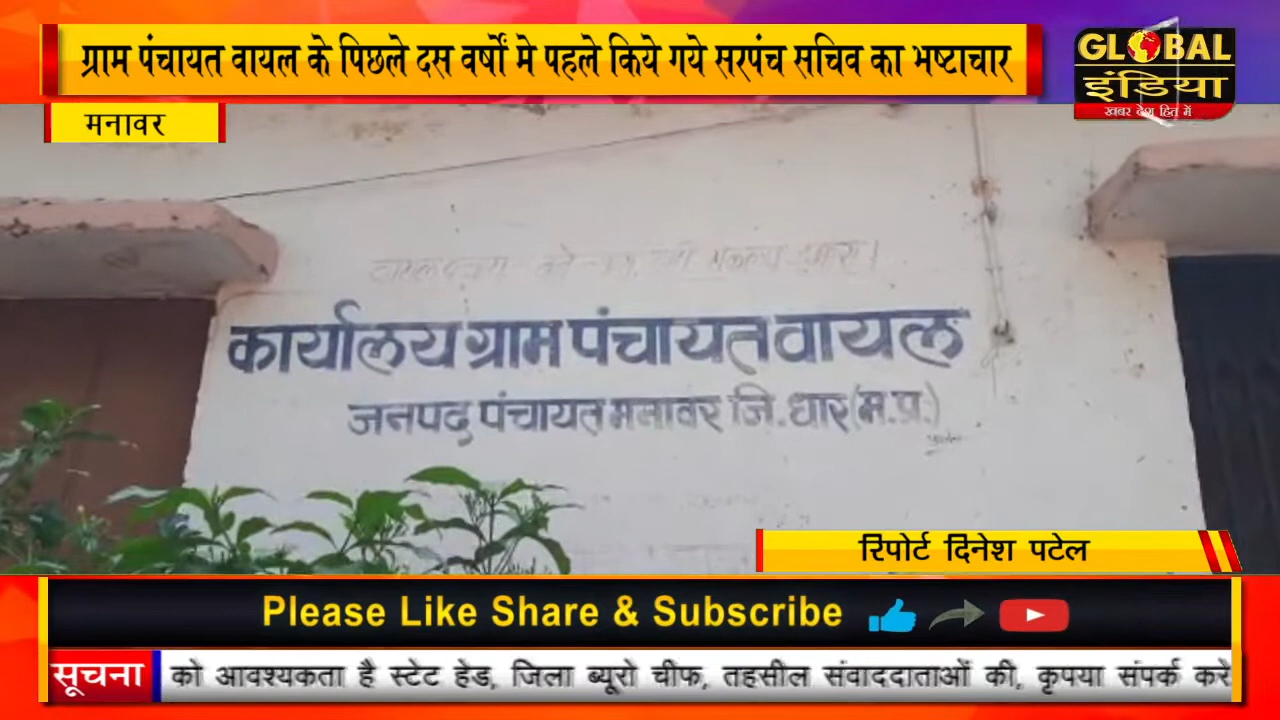 ग्राम पंचायत वायल के पिछले दस वर्षों मे पहले किये गये सरपंच सचिव का भष्टाचार
GLOBAL
इंडिया
खबर देश हित में
मनावर
कार्यालय ग्राम पंचायत वायल
जनपद पंचायत मनावर जि.धार(म.प्र.)
रिपोर्ट दिनेश पटेल
Please Like Share & Subscribe
सूचना को आवश्यकता है स्टेट हेड, जिला ब्यूरो चीफ, तहसील संवाददाताओं की, कृपया संपर्क करे